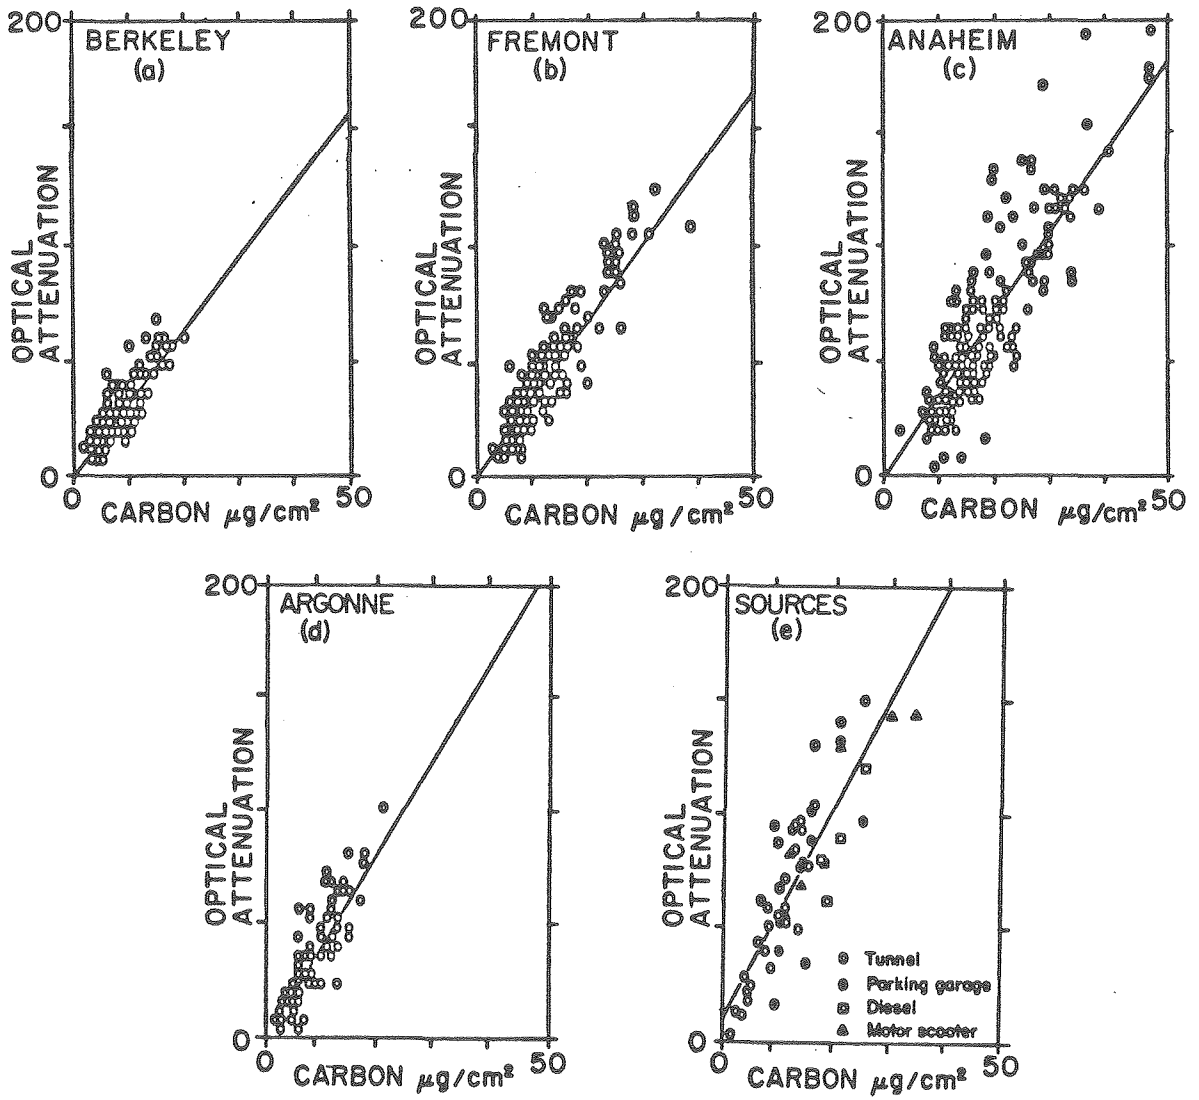 200
BERKELEY
(a)
OPTICAL
ATTENUATION
0
0
50
CARBON μg/cm²
200
FREMONT
(b)
OPTICAL
ATTENUATION
0
0
50
CARBON μg/cm²
200
ANAHEIM
(c)
OPTICAL
ATTENUATION
0
0
50
CARBON μg/cm²
200
ARGONNE
(d)
OPTICAL
ATTENUATION
0
0
50
CARBON μg/cm²
200
SOURCES
(e)
OPTICAL
ATTENUATION
Tunnel
Parking garage
Diesel
Motor scooter
0
0
50
CARBON μg/cm²